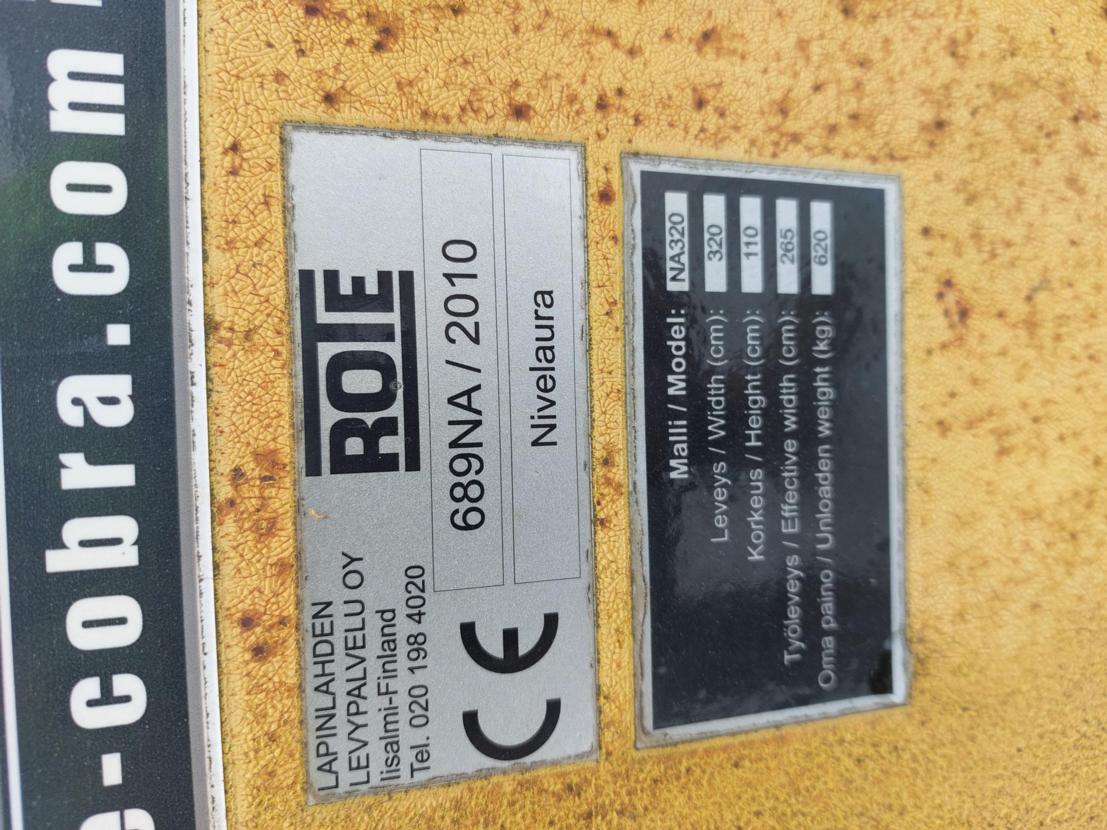 e-cobra.com
LAPINLAHDEN
LEVYPALVELU OY
Iisalmi-Finland
Tel. 020 198 4020
ROIE
CE
689NA / 2010
Nivelaura
Malli / Model: NA320
Leveys / Width (cm): 320
Korkeus / Height (cm): 110
Työleveys / Effective width (cm): 265
Oma paino / Unloaden weight (kg): 620